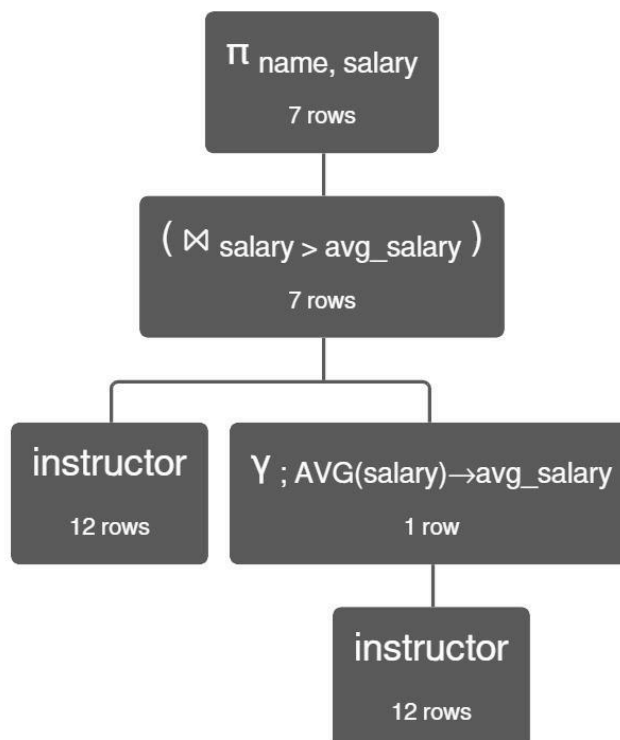 π name, salary
7 rows
( ⋈ salary > avg_salary )
7 rows
instructor
12 rows
γ ; AVG(salary)→avg_salary
1 row
instructor
12 rows